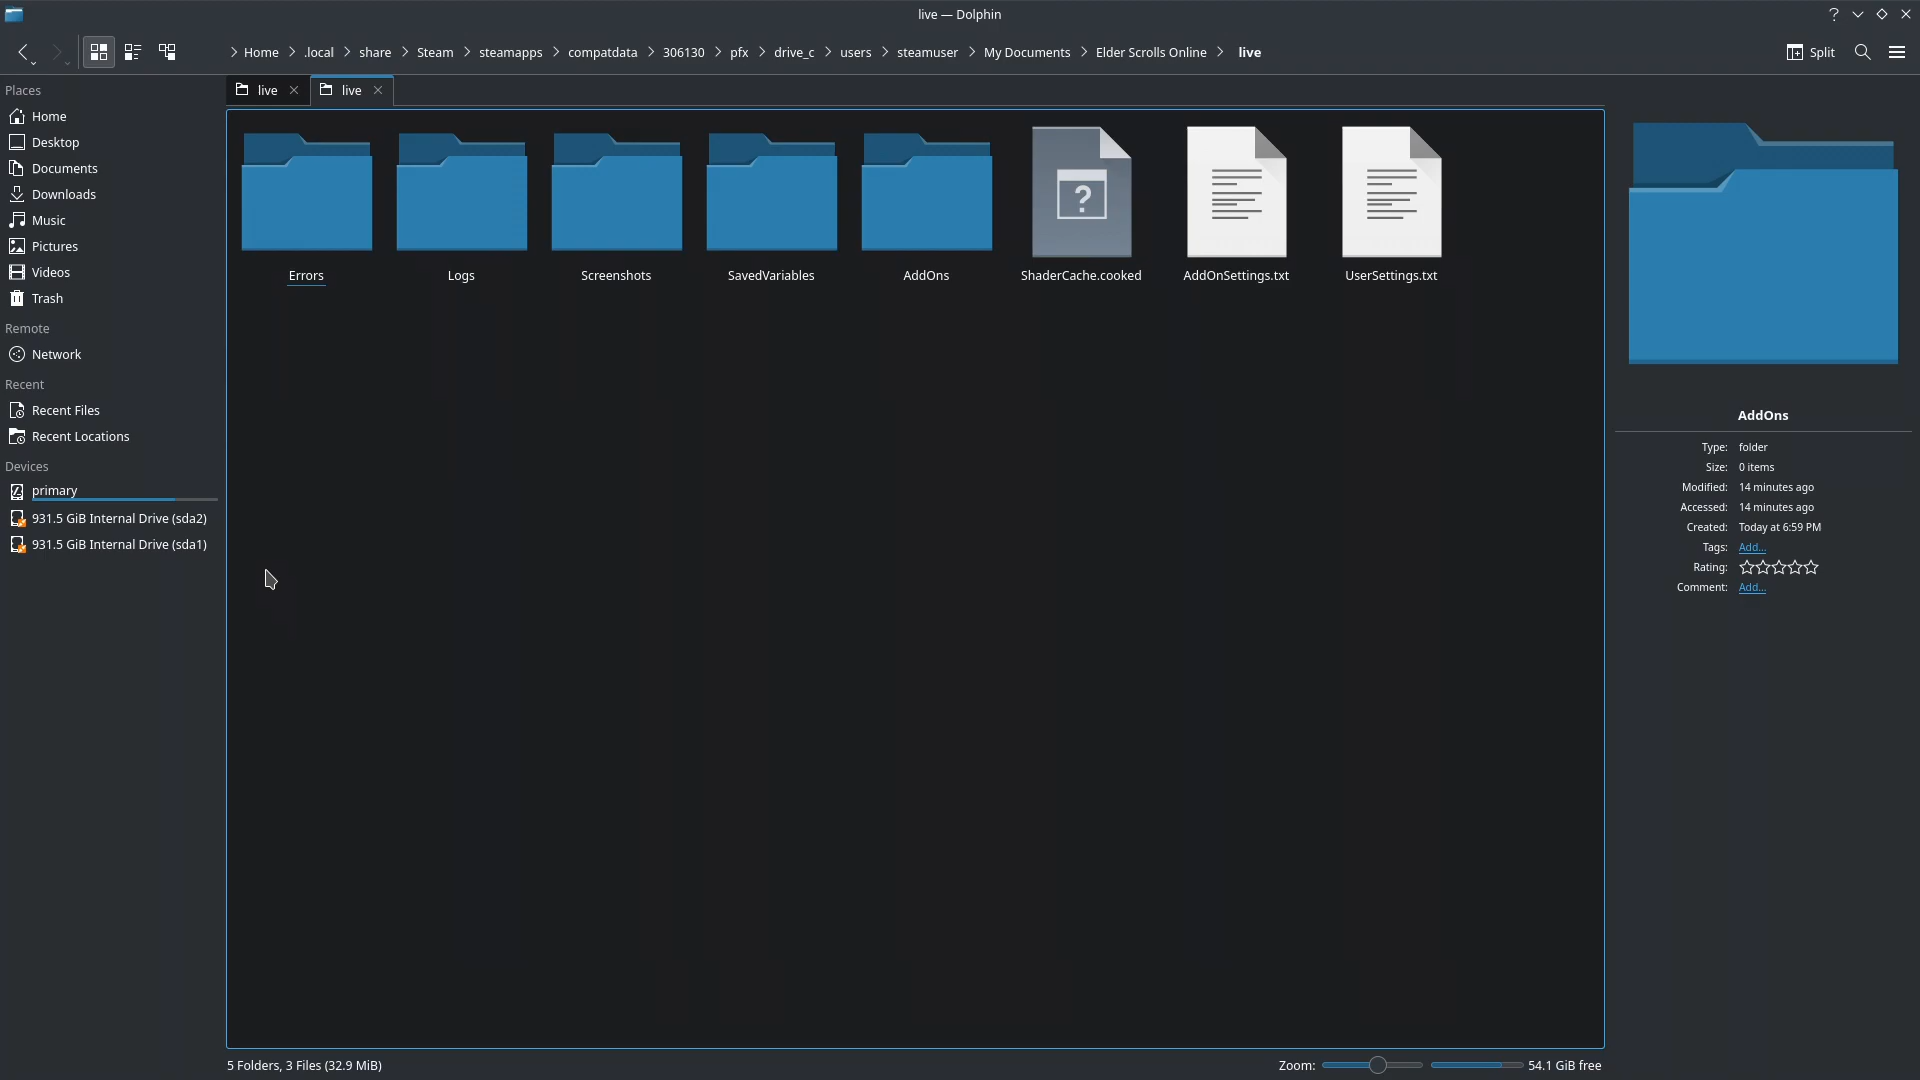 live — Dolphin
Home .local share Steam steamapps compatdata 306130 pfx drive_c users steamuser My Documents Elder Scrolls Online live
Split
Places
Home
Desktop
Documents
Downloads
Music
Pictures
Videos
Trash
Remote
Network
Recent
Recent Files
Recent Locations
Devices
primary
931.5 GiB Internal Drive (sda2)
931.5 GiB Internal Drive (sda1)
live live
Errors Logs Screenshots SavedVariables AddOns ShaderCache.cooked AddOnSettings.txt UserSettings.txt
AddOns
Type: folder
Size: 0 items
Modified: 14 minutes ago
Accessed: 14 minutes ago
Created: Today at 6:59 PM
Tags: Add...
Rating:
Comment: Add...
5 Folders, 3 Files (32.9 MiB)
Zoom:
54.1 GiB free